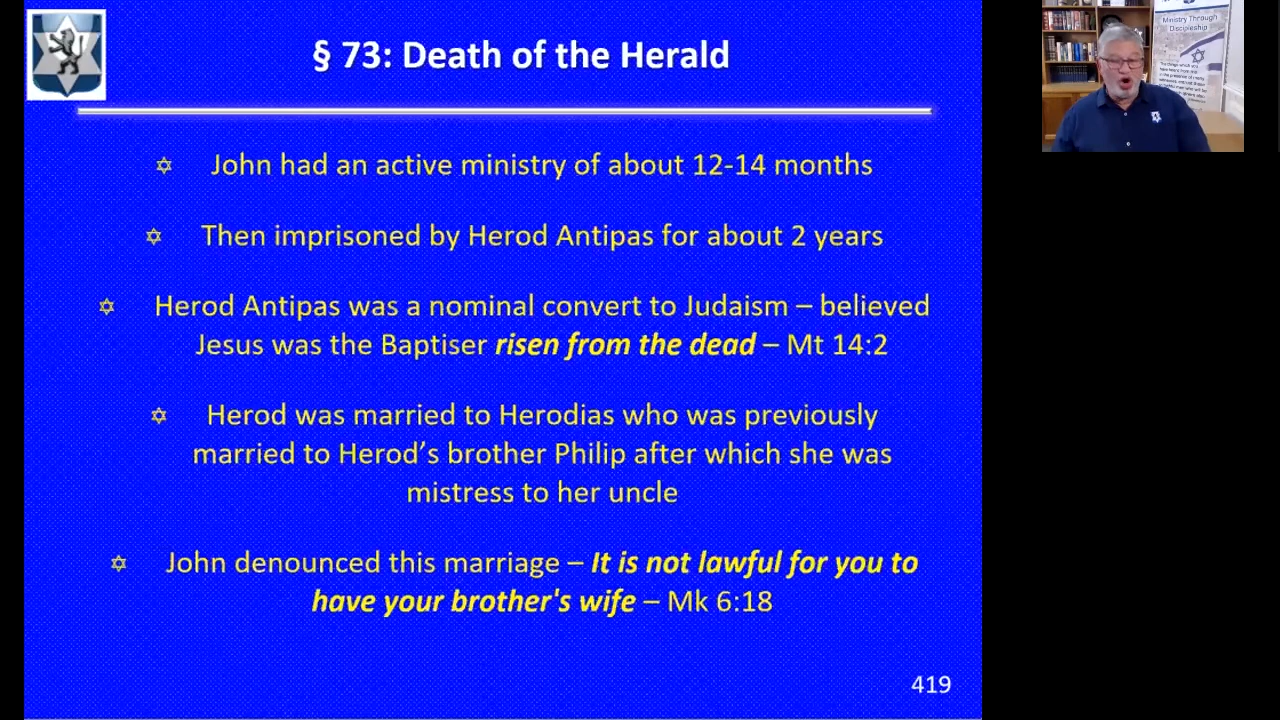 § 73: Death of the Herald
John had an active ministry of about 12-14 months
Then imprisoned by Herod Antipas for about 2 years
Herod Antipas was a nominal convert to Judaism – believed
Jesus was the Baptiser risen from the dead – Mt 14:2
Herod was married to Herodias who was previously
married to Herod’s brother Philip after which she was
mistress to her uncle
John denounced this marriage – It is not lawful for you to
have your brother's wife – Mk 6:18
419
Ministry Through
Discipleship